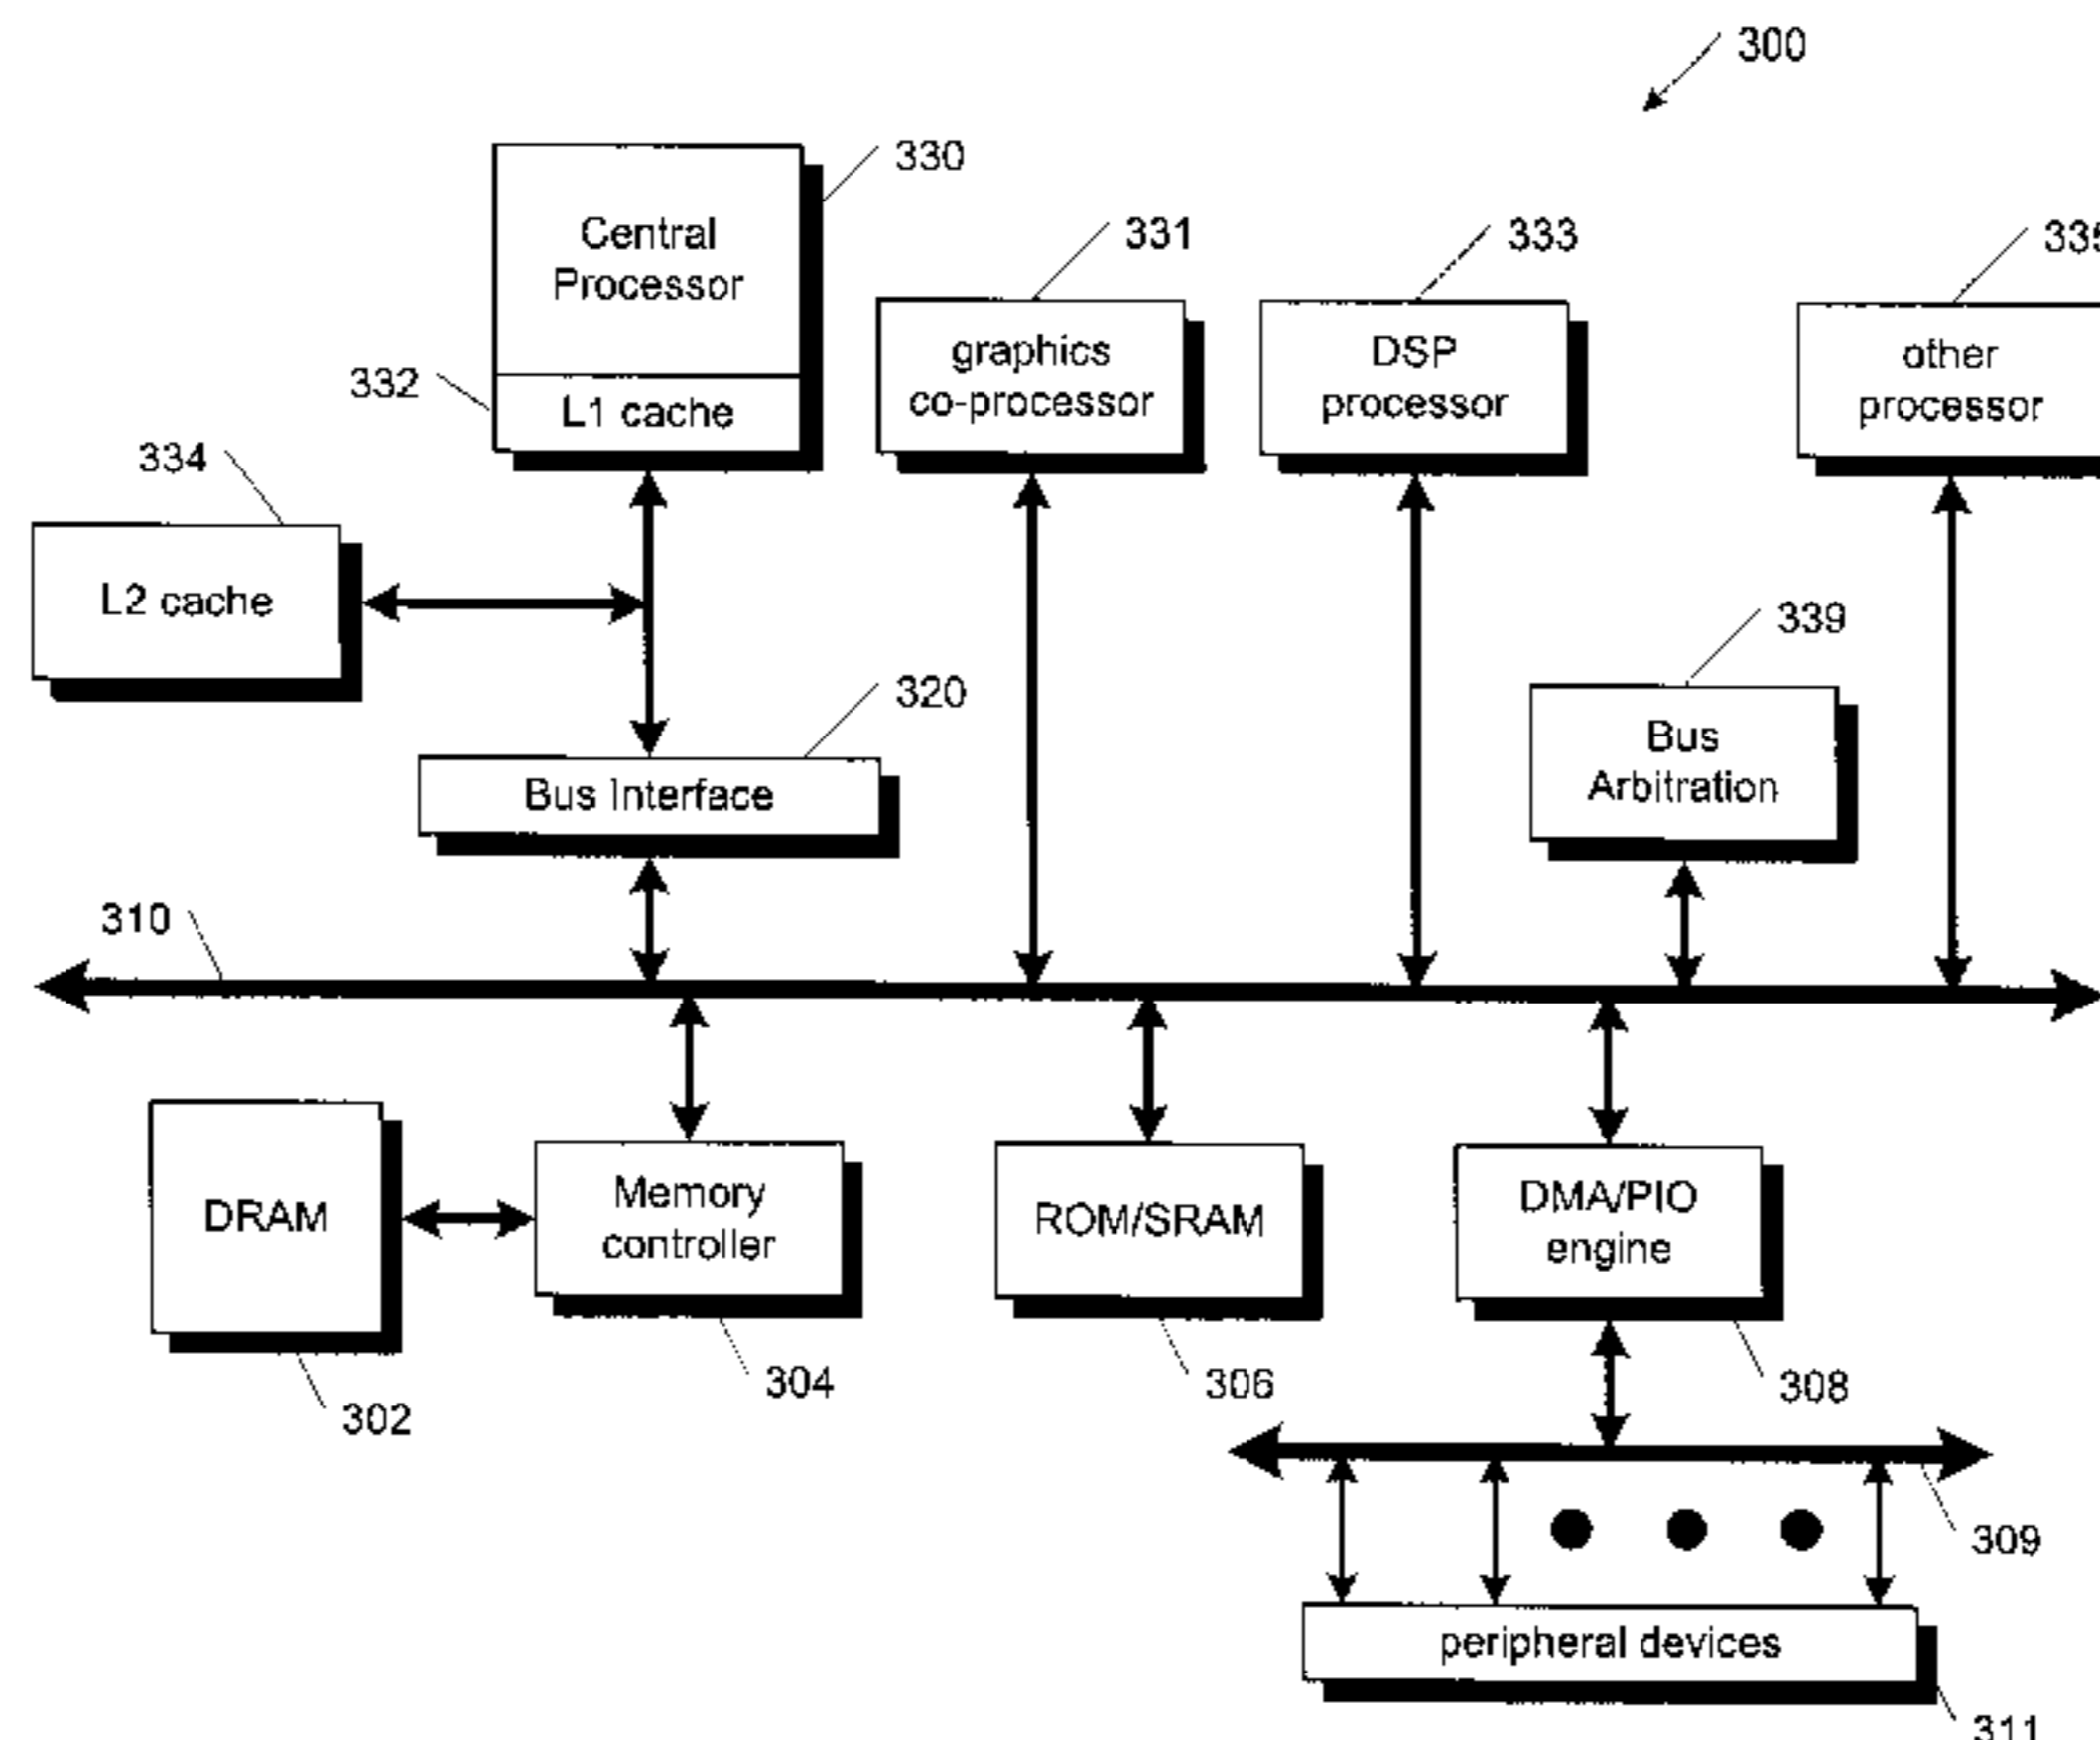 300
330
Central
Processor
331
333
335
332
L1 cache
graphics
co-processor
DSP
processor
other
processor
334
L2 cache
339
320
Bus
Arbitration
Bus Interface
310
DRAM
Memory
controller
ROM/SRAM
DMA/PIO
engine
302
304
306
308
309
peripheral devices
311